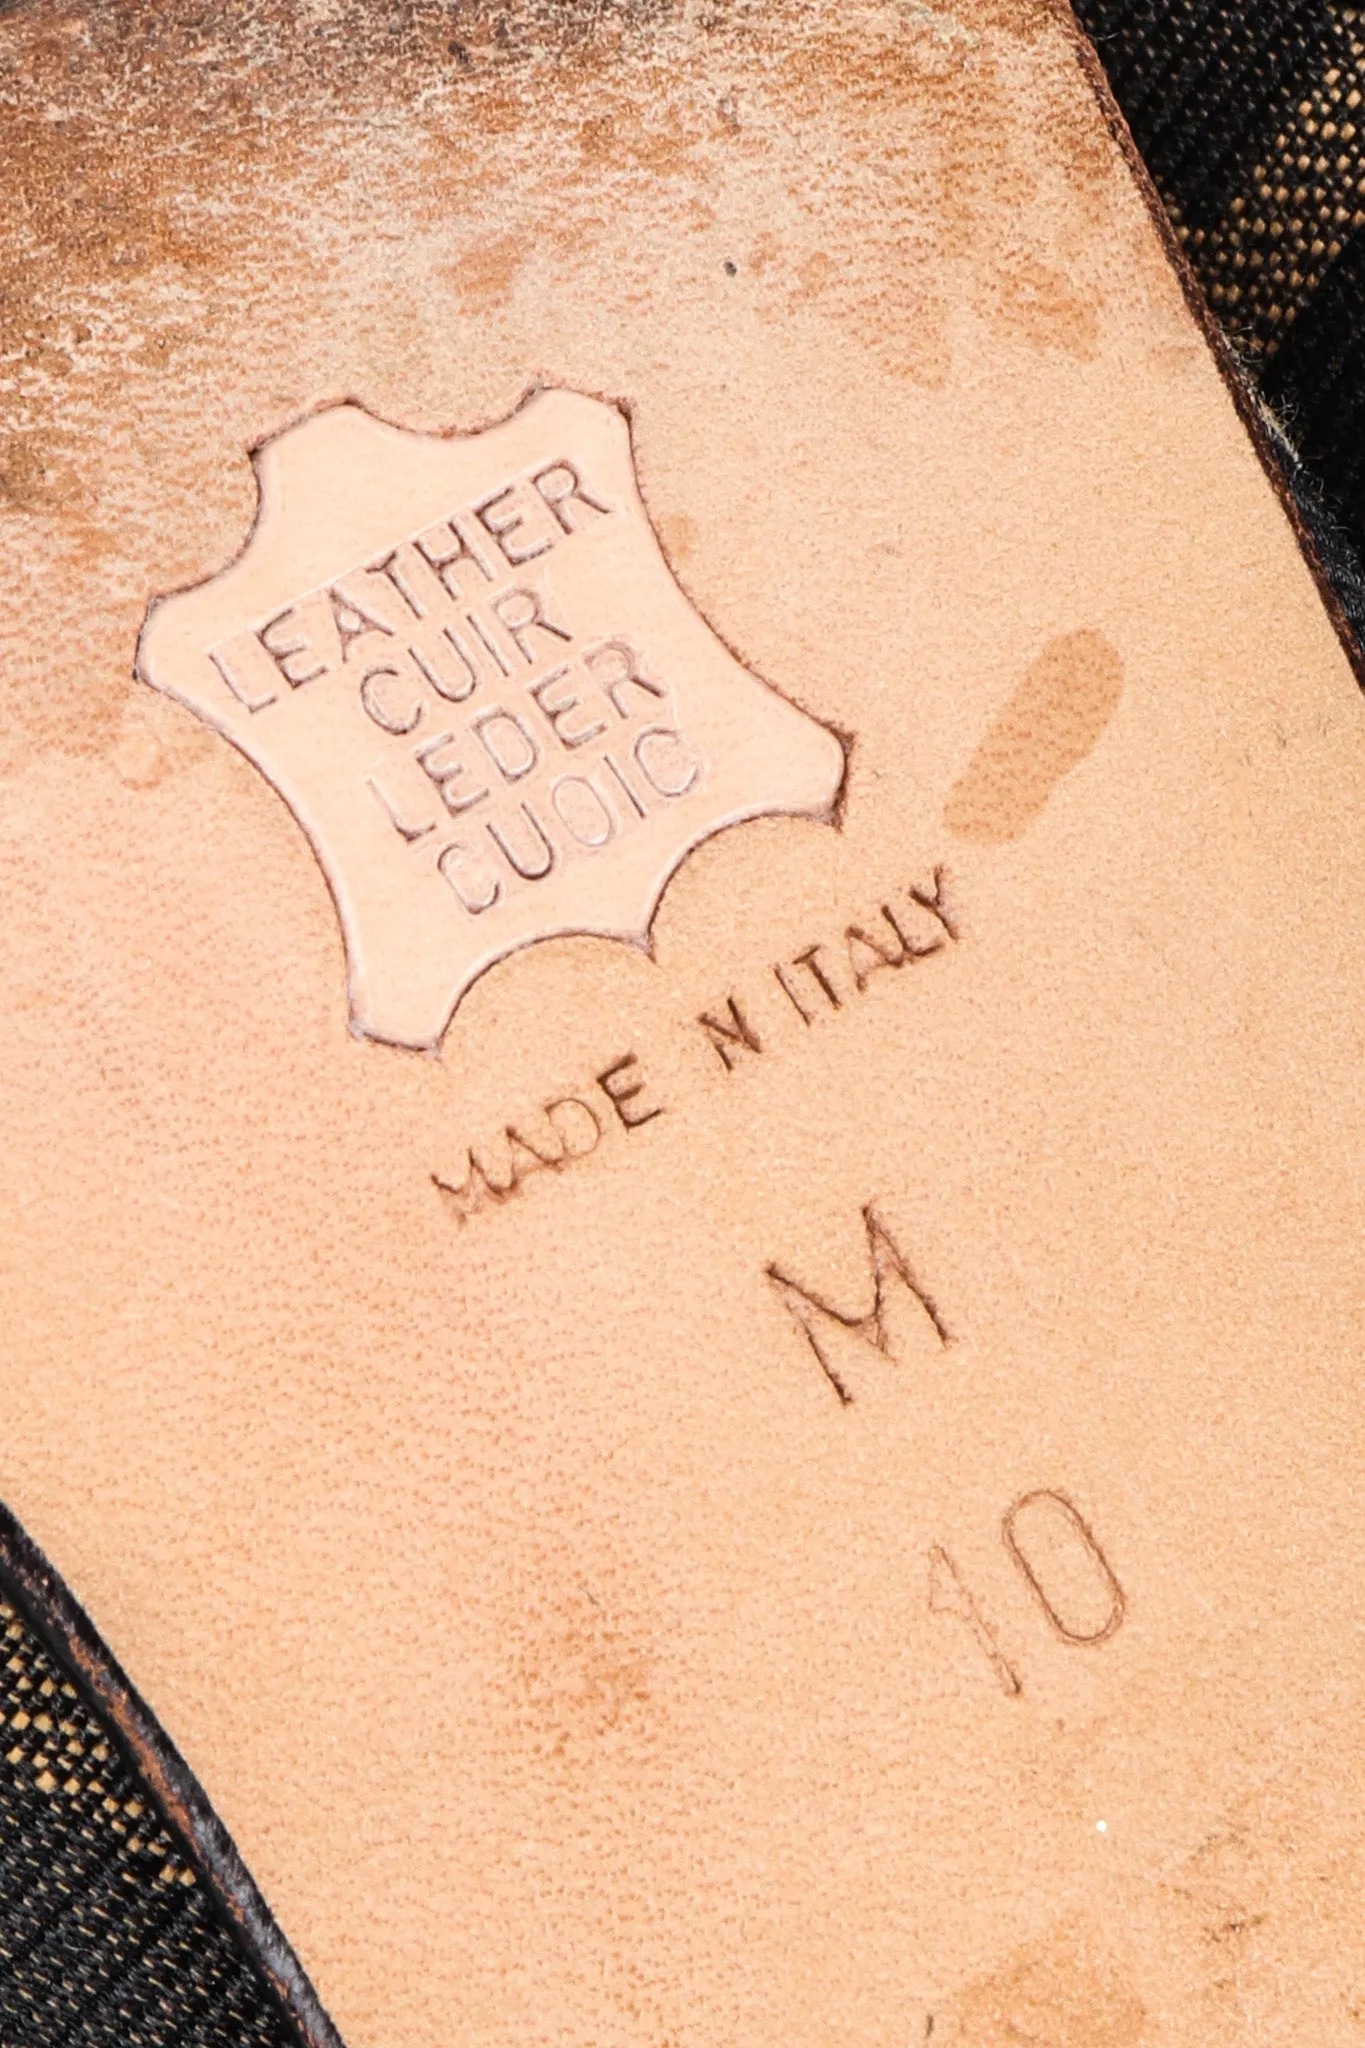 LEATHER
CUIR
LEDER
CUOIO
MADE IN ITALY
M
10